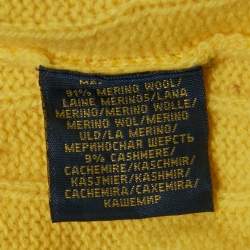 91% MERINO WOOL/
LAINE MERINOS/LANA
MERINO/MERINO WOLLE/
MERINO WOL/MERINO
ULD/LA MERINO/
МЕРИНОСНАЯ ШЕРСТЬ
9% CASHMERE/
CACHEMIRE/KASCHMIR/
KASJMIER/KASHMIR/
CACHEMIRA/CAXEMIRA/
КАШЕМИР